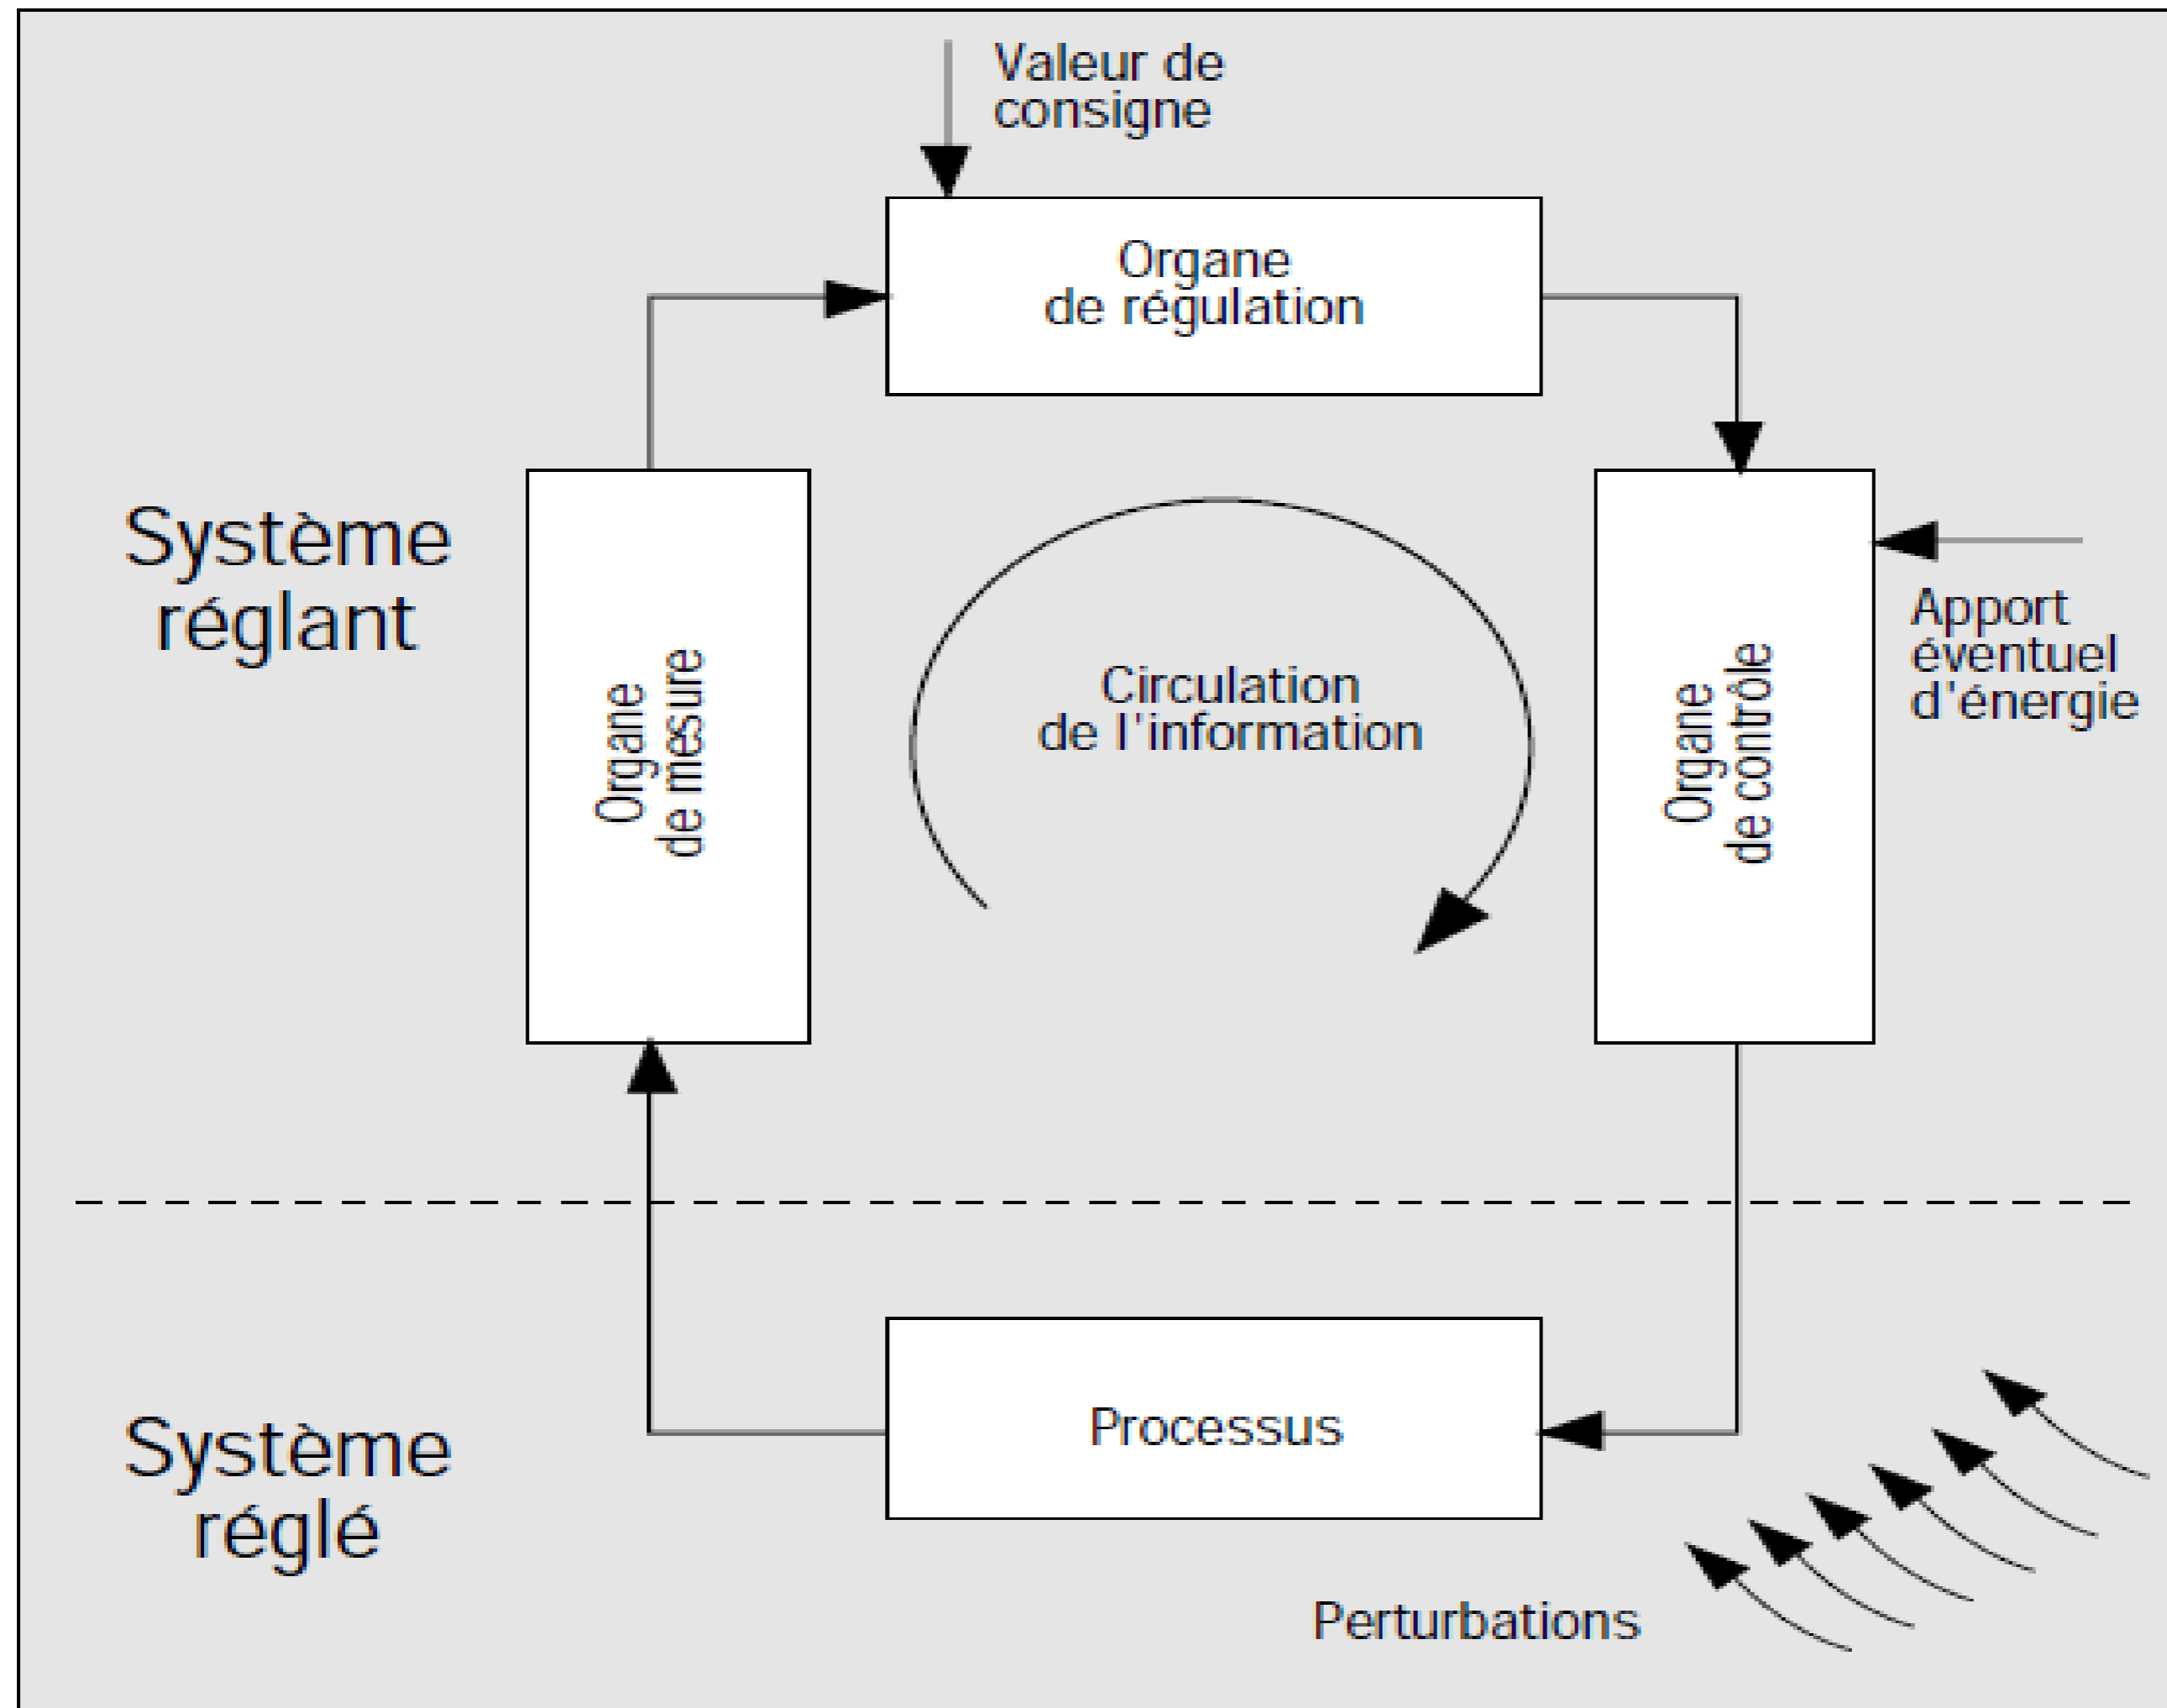 Valeur de
consigne
Organe
de régulation
Système
réglant
Organe
de mesure
Circulation
de l'information
Organe
de contrôle
Apport
éventuel
d'énergie
Processus
Système
réglé
Perturbations